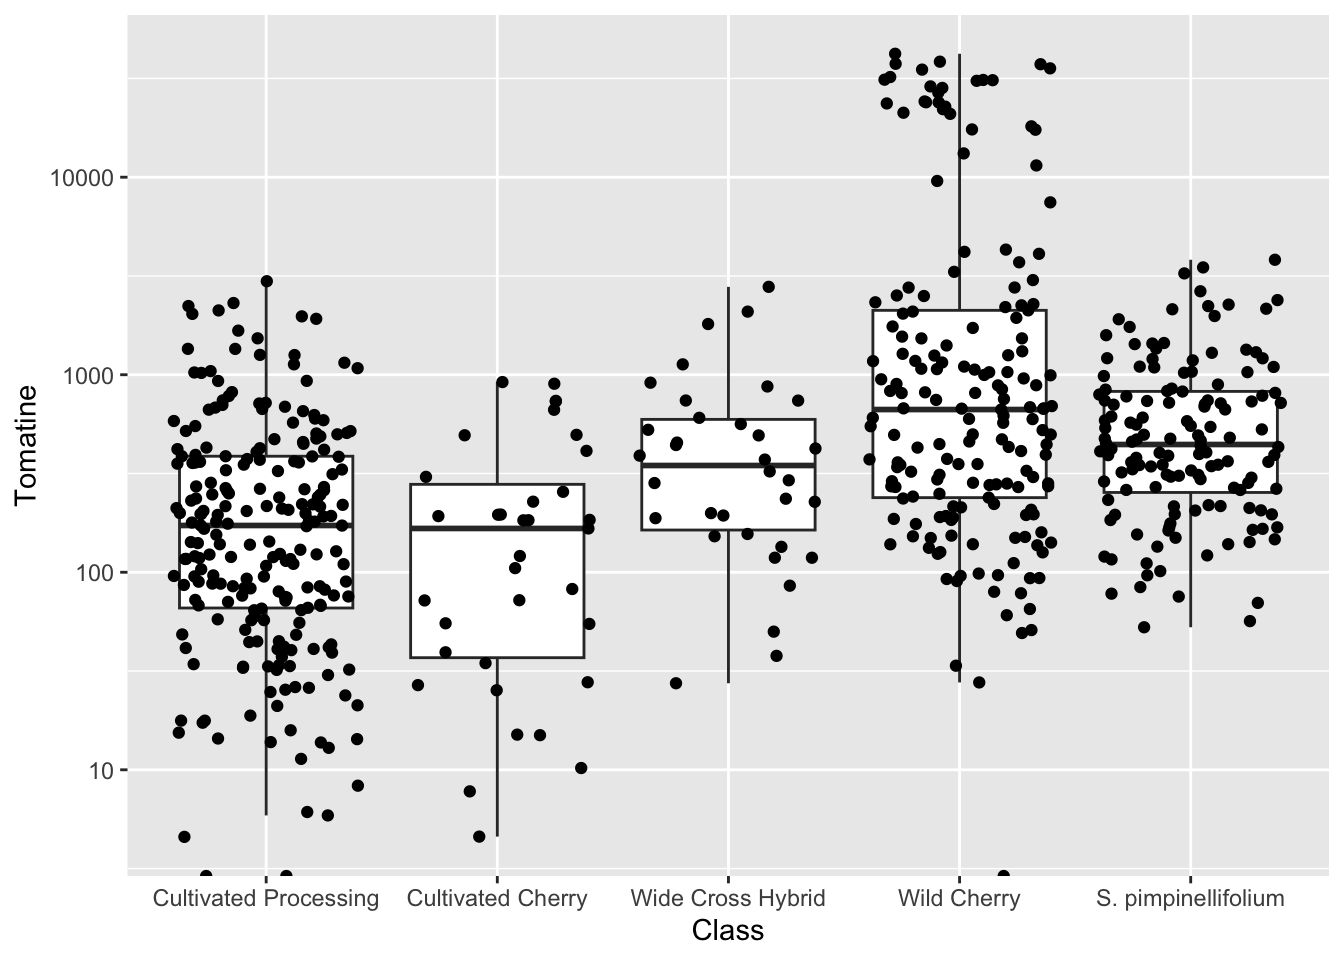 Tomatine
10000
1000
100
10
Cultivated Processing
Cultivated Cherry
Wide Cross Hybrid
Wild Cherry
S. pimpinellifolium
Class